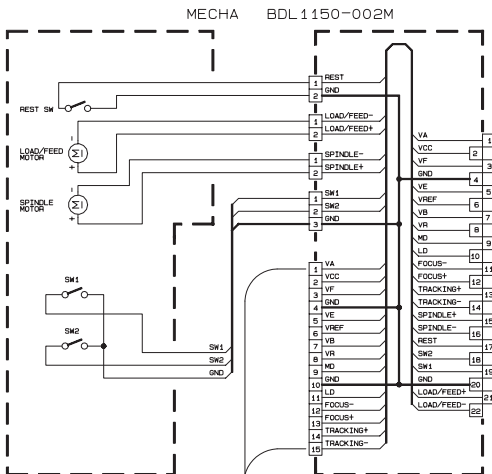 MECHA BDL1150-002M
REST SW
LOAD/FEED
MOTOR
-
M
+
SPINDLE
MOTOR
-
M
+
SW1
SW2
SW1
SW2
GND
1 REST
2 GND
1 LOAD/FEED-
2 LOAD/FEED+
1 SPINDLE-
2 SPINDLE+
1 SW1
2 SW2
3 GND
1 VA
2 VCC
3 VF
4 GND
5 VE
6 VREF
7 VB
8 VR
9 MD
10 GND
11 LD
12 FOCUS-
13 FOCUS+
14 TRACKING+
15 TRACKING-
VA 1
VCC 2
VF 3
GND 4
VE 5
VREF 6
VB 7
VR 8
MD 9
LD 10
FOCUS- 11
FOCUS+ 12
TRACKING+ 13
TRACKING- 14
SPINDLE+ 15
SPINDLE- 16
REST 17
SW2 18
SW1 19
GND 20
LOAD/FEED+ 21
LOAD/FEED- 22